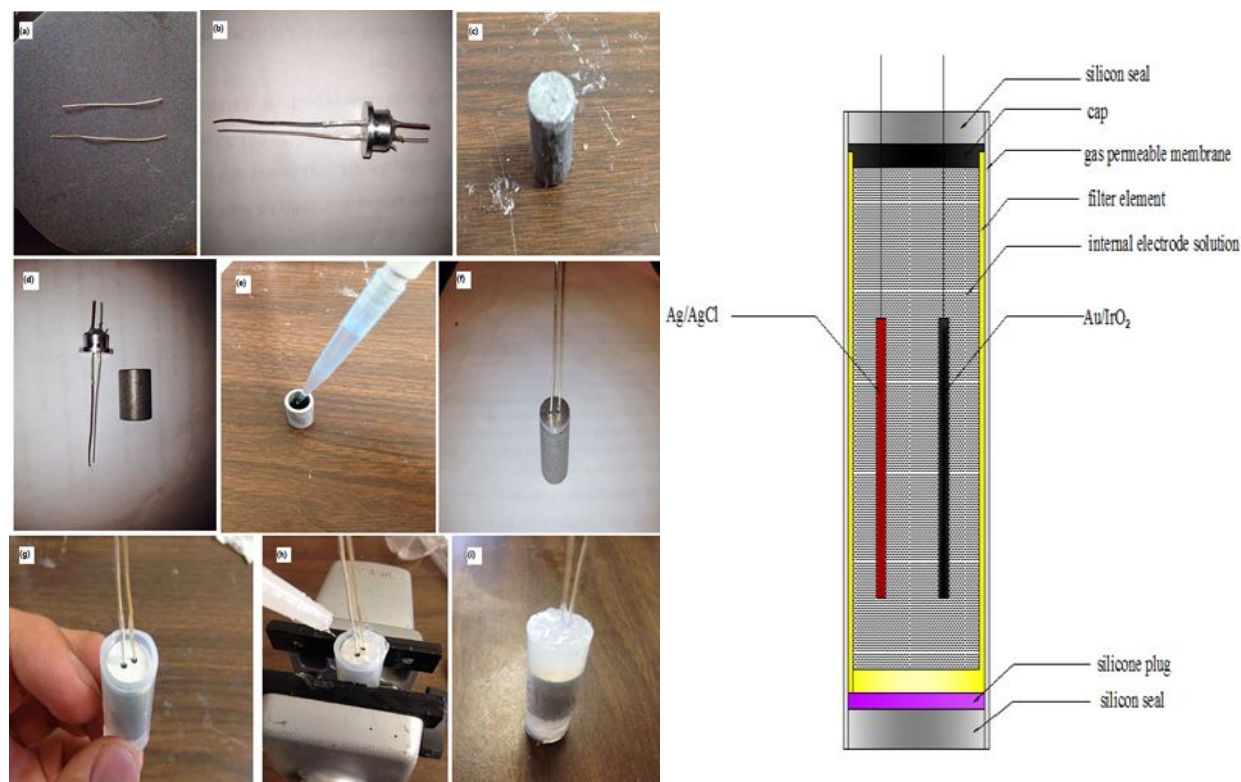 (a)
(b)
(c)
(d)
(e)
(f)
(g)
(h)
(i)
silicon seal
cap
gas permeable membrane
filter element
internal electrode solution
Ag/AgCl
Au/IrO₂
silicone plug
silicon seal